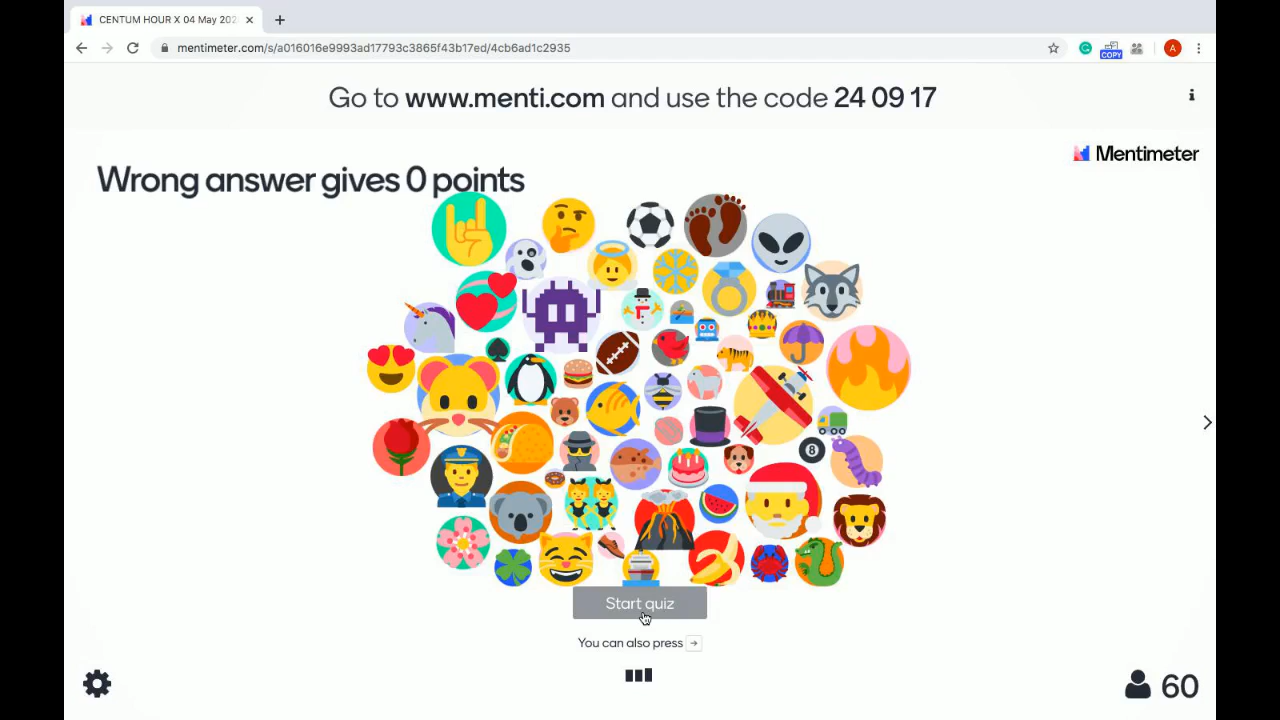 CENTUM HOUR X 04 May 202
mentimeter.com/s/a016016e9993ad17793c3865f43b17ed/4cb6ad1c2935
COPY
A
Go to www.menti.com and use the code 24 09 17
Mentimeter
Wrong answer gives 0 points
8
Start quiz
You can also press
60